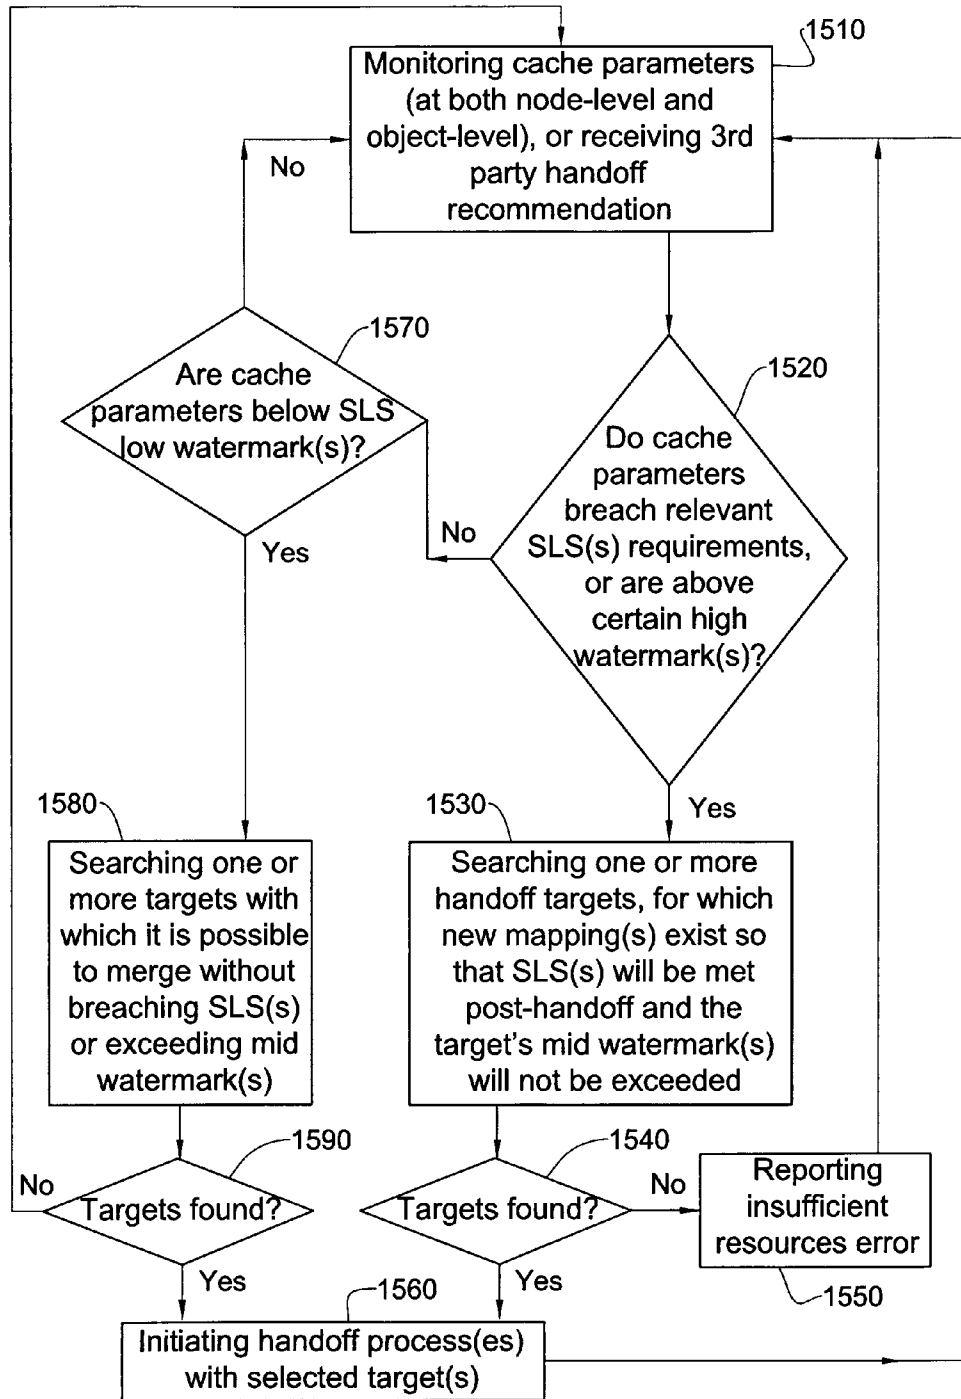 1510
Monitoring cache parameters
(at both node-level and
object-level), or receiving 3rd
party handoff
recommendation
No
1570
Are cache
parameters below SLS
low watermark(s)?
1520
Do cache
parameters
breach relevant
SLS(s) requirements,
or are above
certain high
watermark(s)?
No
Yes
Yes
1580
Searching one or
more targets with
which it is possible
to merge without
breaching SLS(s)
or exceeding mid
watermark(s)
1530
Searching one or more
handoff targets, for which
new mapping(s) exist so
that SLS(s) will be met
post-handoff and the
target's mid watermark(s)
will not be exceeded
1590
No
Targets found?
Yes
1540
Targets found?
No
Yes
Reporting
insufficient
resources error
1550
1560
Initiating handoff process(es)
with selected target(s)